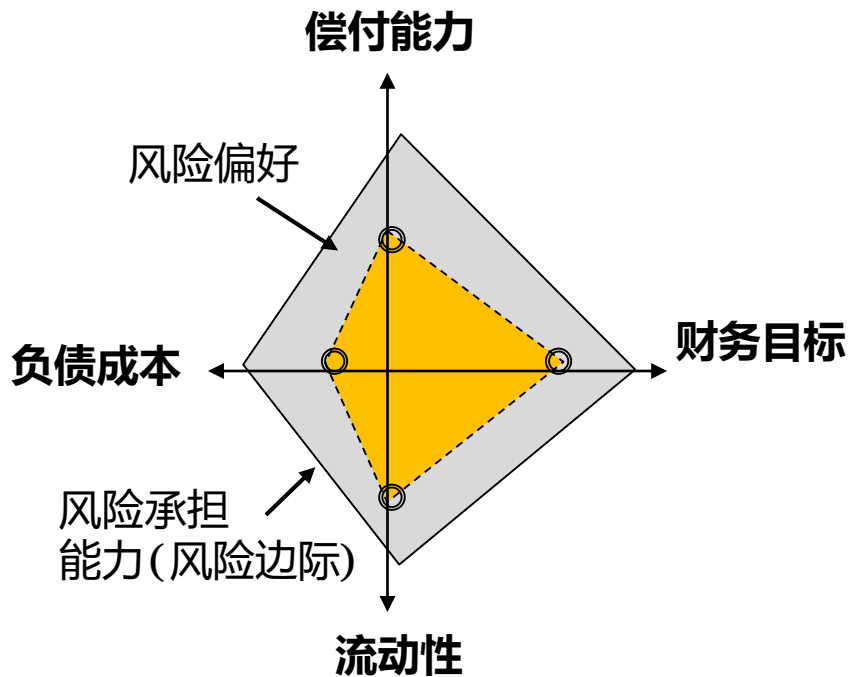 偿付能力
风险偏好
财务目标
负债成本
风险承担
能力(风险边际)
流动性